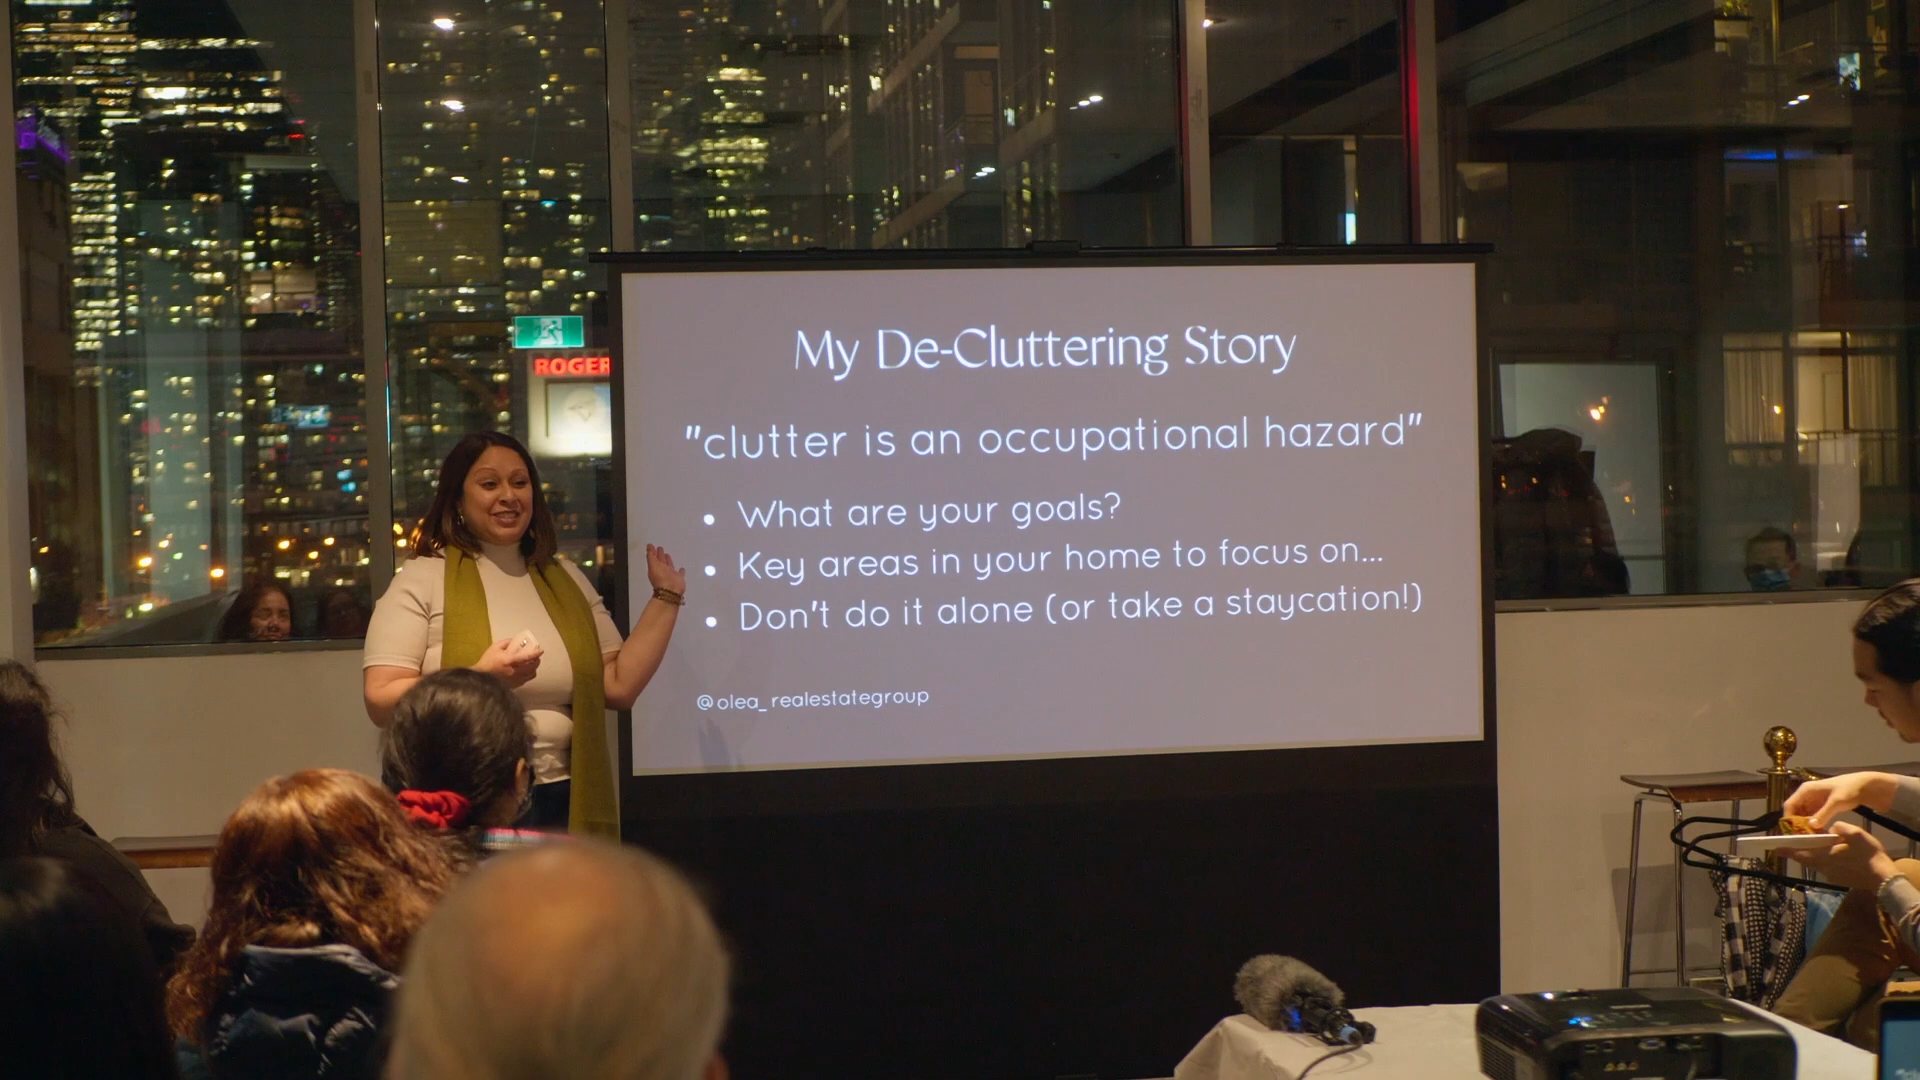 ROGER
My De-Cluttering Story
"clutter is an occupational hazard"
• What are your goals?
• Key areas in your home to focus on...
• Don't do it alone (or take a staycation!)
@olea_realestategroup